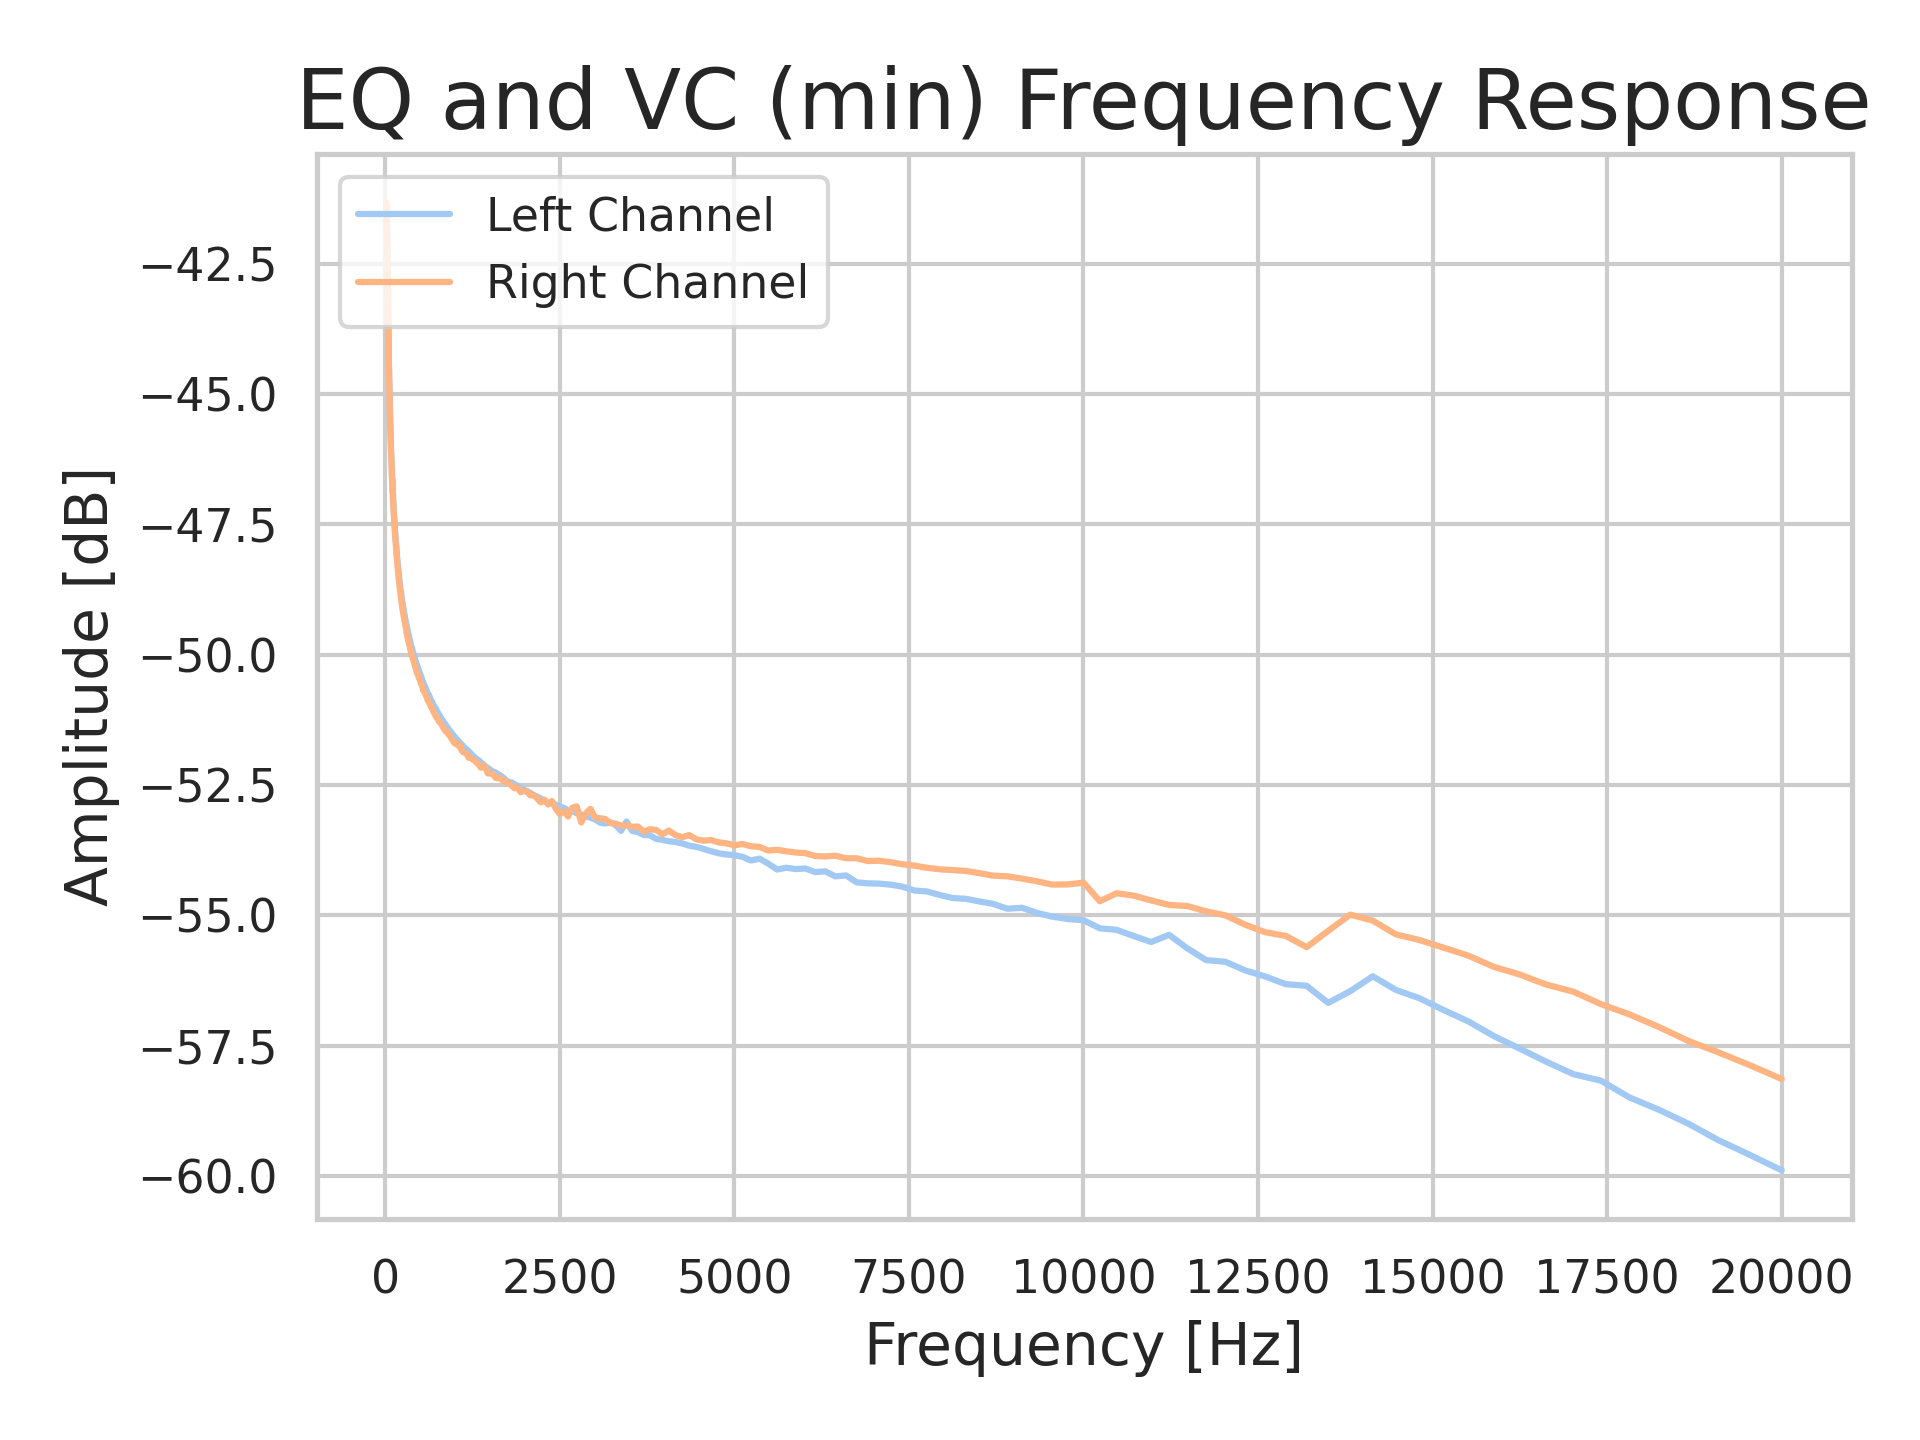 EQ and VC (min) Frequency Response
Left Channel
Right Channel
Amplitude [dB]
−42.5
−45.0
−47.5
−50.0
−52.5
−55.0
−57.5
−60.0
0 2500 5000 7500 10000 12500 15000 17500 20000
Frequency [Hz]